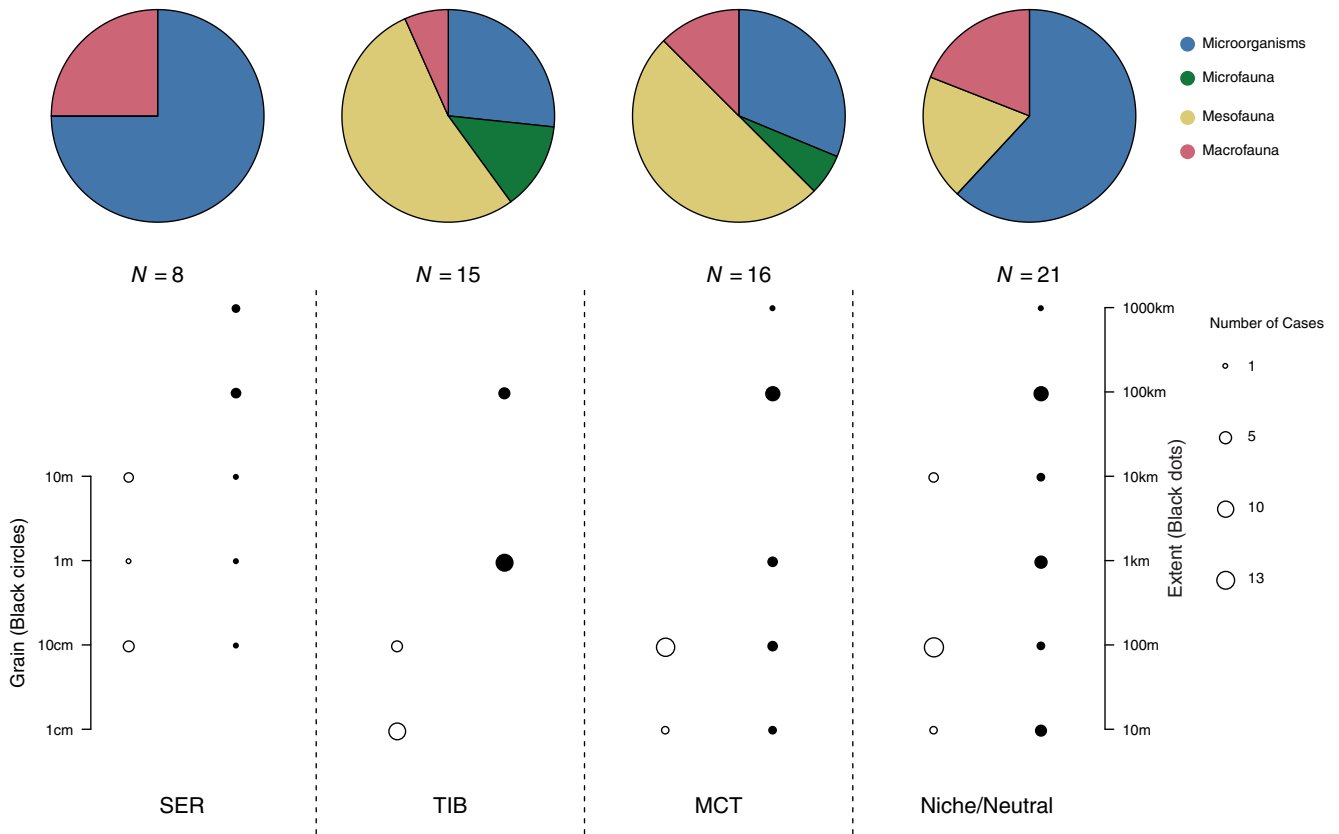 Microorganisms
Microfauna
Mesofauna
Macrofauna
N = 8
N = 15
N = 16
N = 21
1000km
100km
10km
1km
100m
10m
Extent (Black dots)
Number of Cases
1
5
10
13
10m
1m
10cm
1cm
Grain (Black circles)
SER
TIB
MCT
Niche/Neutral